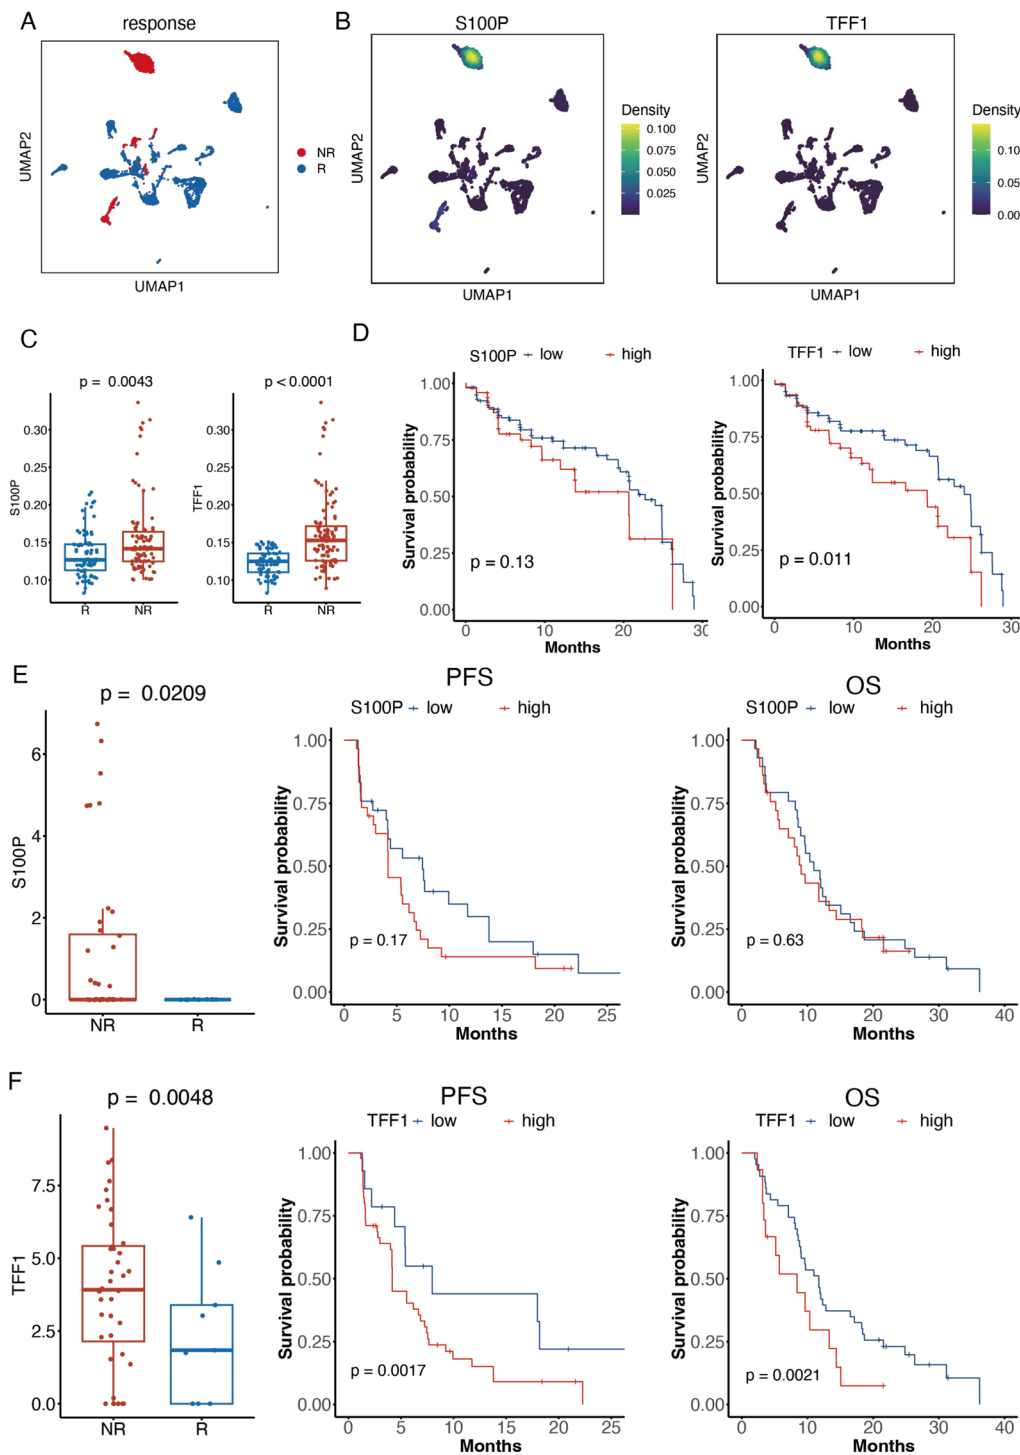 A
response
UMAP2
UMAP1
NR
R
B
S100P
TFF1
UMAP2
UMAP1
Density
0.100
0.075
0.050
0.025
UMAP2
UMAP1
Density
0.15
0.10
0.05
0.00
C
p = 0.0043
p <0.0001
S100P
0.30
0.25
0.20
0.15
0.10
R NR
TFF1
0.30
0.25
0.20
0.15
0.10
R NR
D
S100P low high
Survival probability
1.00
0.75
0.50
0.25
0.00
p = 0.13
0 10 20 30
Months
TFF1 low high
Survival probability
1.00
0.75
0.50
0.25
0.00
p = 0.011
0 10 20 30
Months
E
p = 0.0209
S100P
6
4
2
0
NR R
PFS
S100P low high
Survival probability
1.00
0.75
0.50
0.25
0.00
p = 0.17
0 5 10 15 20 25
Months
OS
S100P low high
Survival probability
1.00
0.75
0.50
0.25
0.00
p = 0.63
0 10 20 30 40
Months
F
p = 0.0048
TFF1
7.5
5.0
2.5
0.0
NR R
PFS
TFF1 low high
Survival probability
1.00
0.75
0.50
0.25
0.00
p = 0.0017
0 5 10 15 20 25
Months
OS
TFF1 low high
Survival probability
1.00
0.75
0.50
0.25
0.00
p = 0.0021
0 10 20 30 40
Months